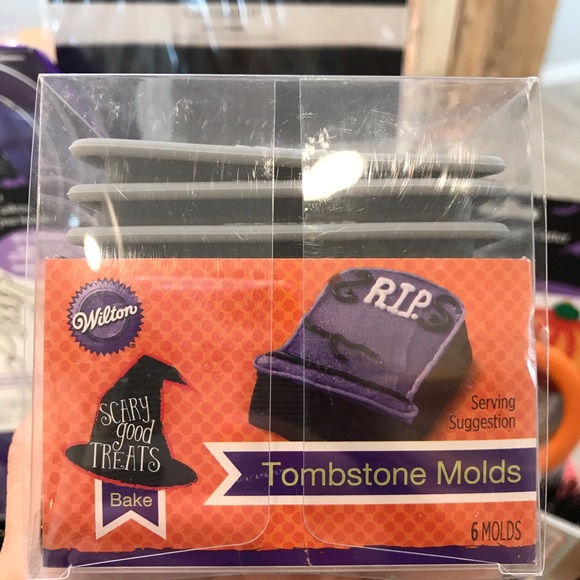 R.I.P.
Wilton
SCARY
good
TREATS
Bake
Serving
Suggestion
Tombstone Molds
6 MOLDS